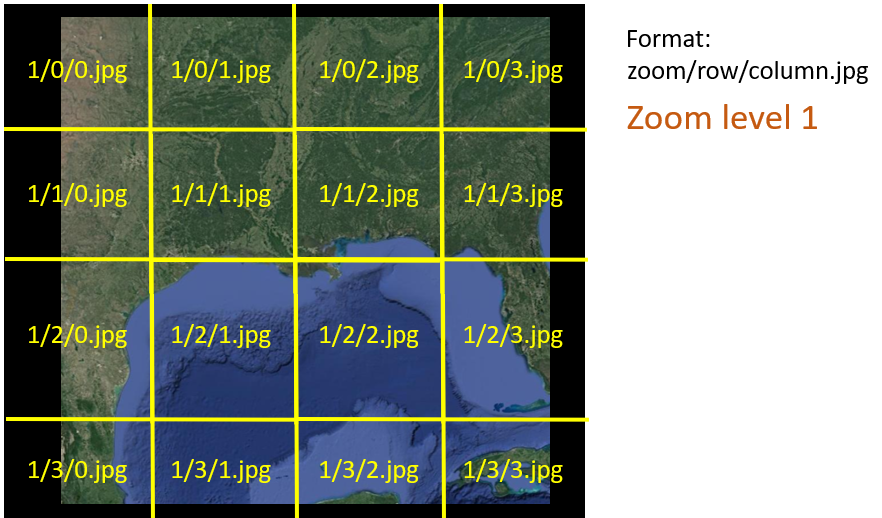 1/0/0.jpg 1/0/1.jpg 1/0/2.jpg 1/0/3.jpg
1/1/0.jpg 1/1/1.jpg 1/1/2.jpg 1/1/3.jpg
1/2/0.jpg 1/2/1.jpg 1/2/2.jpg 1/2/3.jpg
1/3/0.jpg 1/3/1.jpg 1/3/2.jpg 1/3/3.jpg
Format:
zoom/row/column.jpg
Zoom level 1